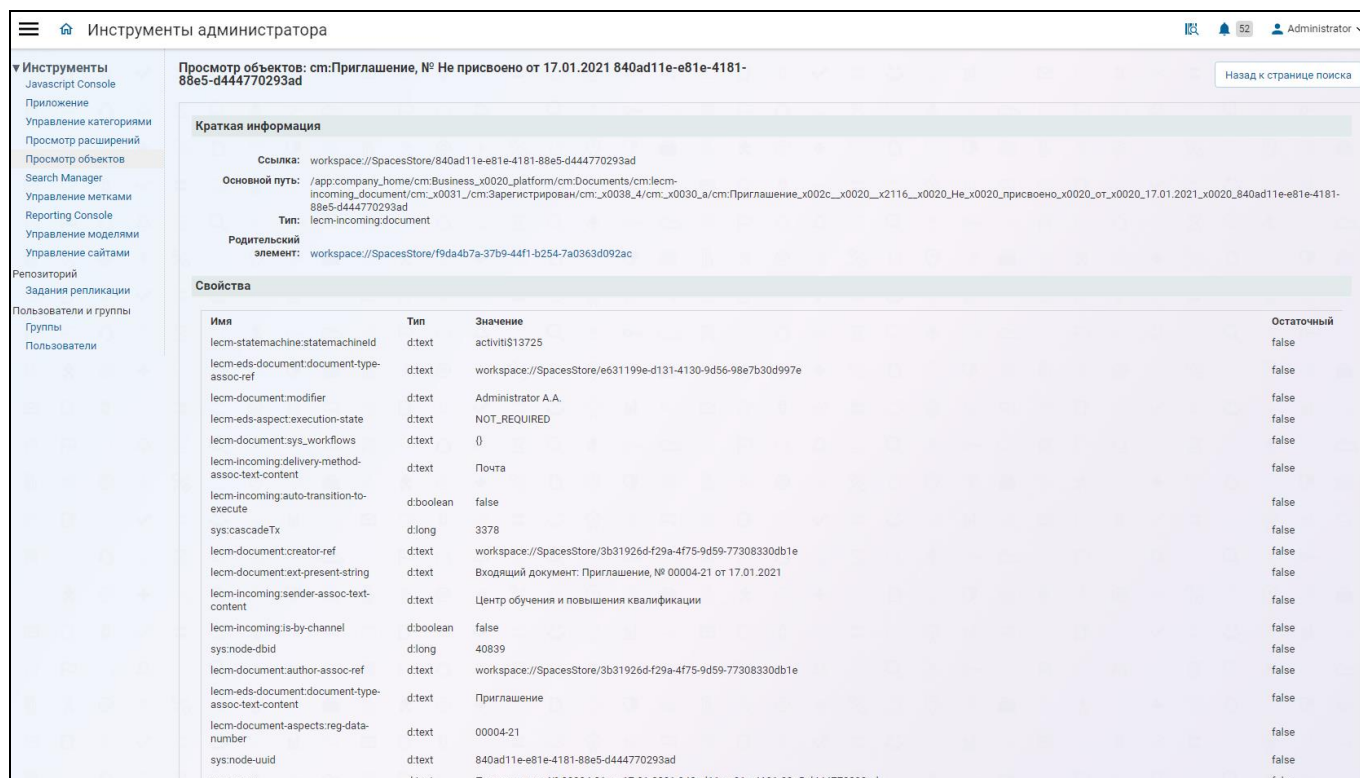 Инструменты администратора
52 Administrator
Инструменты
Javascript Console
Приложение
Управление категориями
Просмотр расширений
Просмотр объектов
Search Manager
Управление метками
Reporting Console
Управление моделями
Управление сайтами
Репозиторий
Задания репликации
Пользователи и группы
Группы
Пользователи
Просмотр объектов: cm:Приглашение, № Не присвоено от 17.01.2021 840ad11e-e81e-4181-
88e5-d444770293ad
Назад к странице поиска
Краткая информация
Ссылка: workspace://SpacesStore/840ad11e-e81e-4181-88e5-d444770293ad
Основной путь: /app:company_home/cm:Business_x0020_platform/cm:Documents/cm:lecm-
incoming_document/cm:_x0031_/cm:Зарегистрирован/cm:_x0038_4/cm:_x0030_a/cm:Приглашение_x002c__x0020__x2116__x0020_Не_x0020_присвоено_x0020_от_x0020_17.01.2021_x0020_840ad11e-e81e-4181-
88e5-d444770293ad
Тип: lecm-incoming:document
Родительский
элемент: workspace://SpacesStore/f9da4b7a-37b9-44f1-b254-7a0363d092ac
Свойства
Имя Тип Значение Остаточный
lecm-statemachine:statemachineId d:text activiti$13725 false
lecm-eds-document:document-type-
assoc-ref d:text workspace://SpacesStore/e631199e-d131-4130-9d56-98e7b30d997e false
lecm-document:modifier d:text Administrator A.A. false
lecm-eds-aspect:execution-state d:text NOT_REQUIRED false
lecm-document:sys_workflows d:text {} false
lecm-incoming:delivery-method-
assoc-text-content d:text Почта false
lecm-incoming:auto-transition-to-
execute d:boolean false false
sys:cascadeTx d:long 3378 false
lecm-document:creator-ref d:text workspace://SpacesStore/3b31926d-f29a-4f75-9d59-77308330db1e false
lecm-document:ext-present-string d:text Входящий документ: Приглашение, № 00004-21 от 17.01.2021 false
lecm-incoming:sender-assoc-text-
content d:text Центр обучения и повышения квалификации false
lecm-incoming:is-by-channel d:boolean false false
sys:node-dbid d:long 40839 false
lecm-document:author-assoc-ref d:text workspace://SpacesStore/3b31926d-f29a-4f75-9d59-77308330db1e false
lecm-eds-document:document-type-
assoc-text-content d:text Приглашение false
lecm-document-aspects:reg-data-
number d:text 00004-21 false
sys:node-uuid d:text 840ad11e-e81e-4181-88e5-d444770293ad false